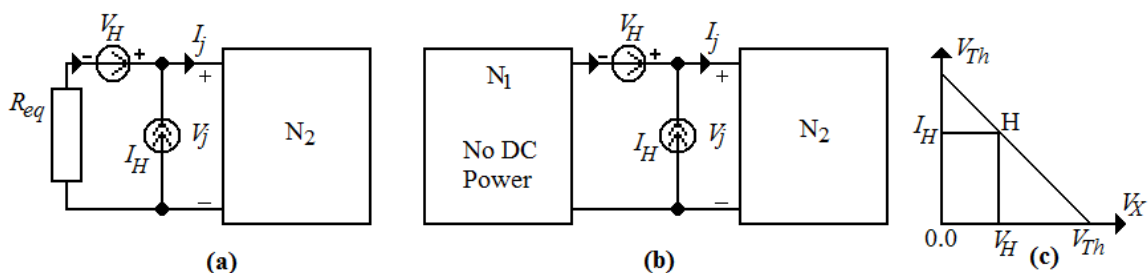 V_H
I_j
- +
+
R_eq
I_H
V_j
N_2
–
(a)
V_H
I_j
- +
+
N_1
No DC
Power
I_H
V_j
N_2
–
(b)
V_Th
I_H
H
V_X
0.0
V_H
V_Th
(c)